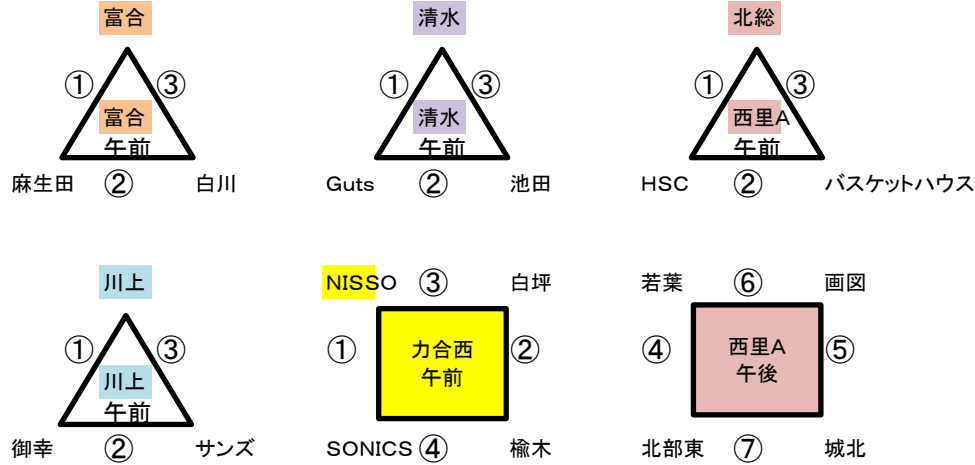 富合
① ③
富合
午前
麻生田 ② 白川
清水
① ③
清水
午前
Guts ② 池田
北総
① ③
西里A
午前
HSC ② バスケットハウス
川上
① ③
川上
午前
御幸 ② サンズ
NISSO ③ 白坪
① 力合西 ②
午前
SONICS ④ 楡木
若葉 ⑥ 画図
④ 西里A ⑤
午後
北部東 ⑦ 城北